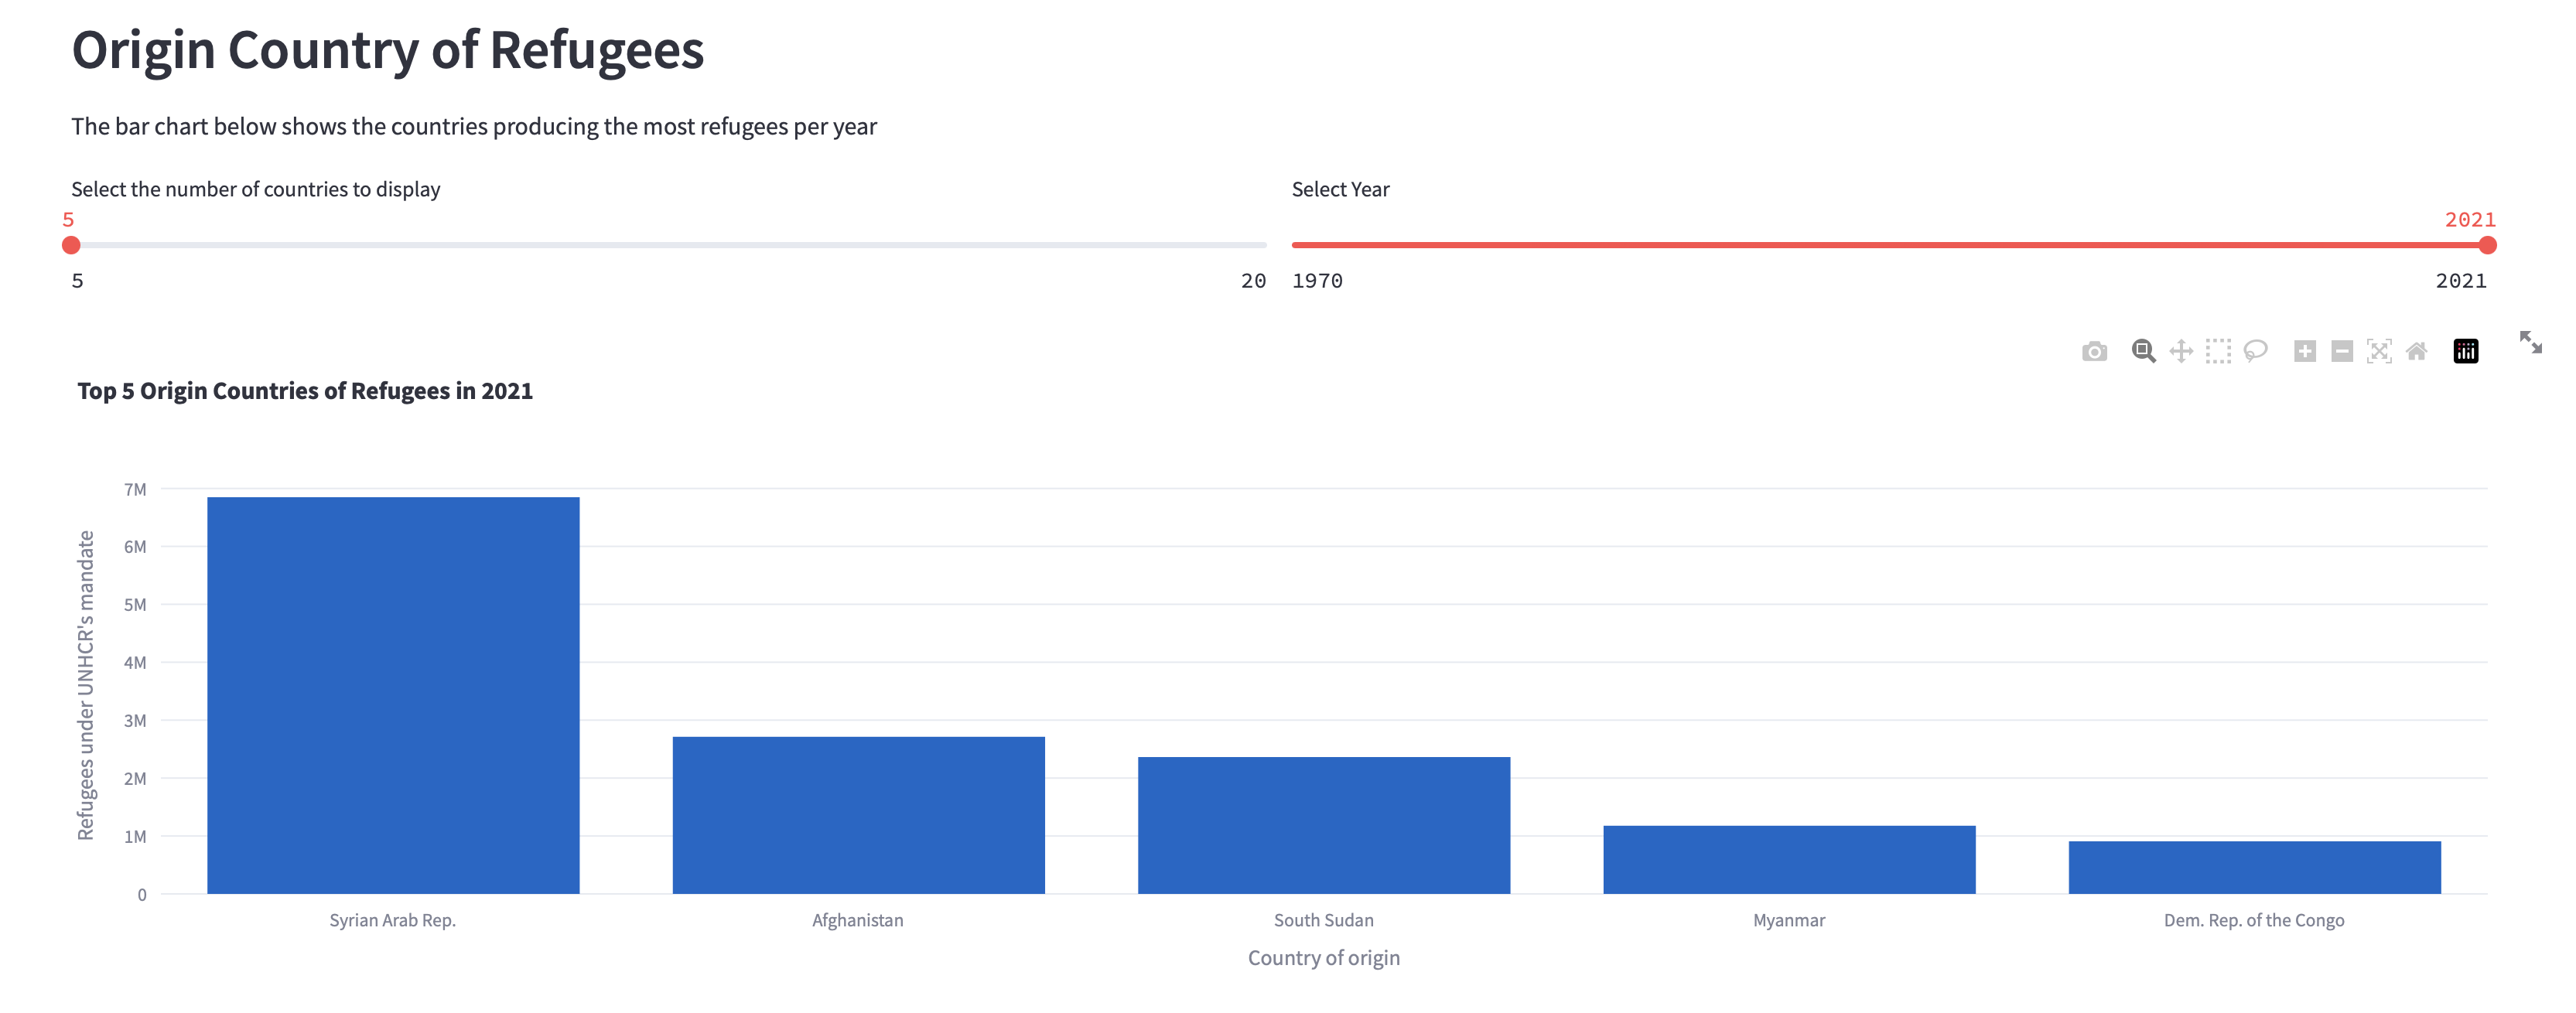 Origin Country of Refugees
The bar chart below shows the countries producing the most refugees per year
Select the number of countries to display
5
5
20
Select Year
2021
1970
2021
Top 5 Origin Countries of Refugees in 2021
Refugees under UNHCR's mandate
7M
6M
5M
4M
3M
2M
1M
0
Syrian Arab Rep.
Afghanistan
South Sudan
Myanmar
Dem. Rep. of the Congo
Country of origin